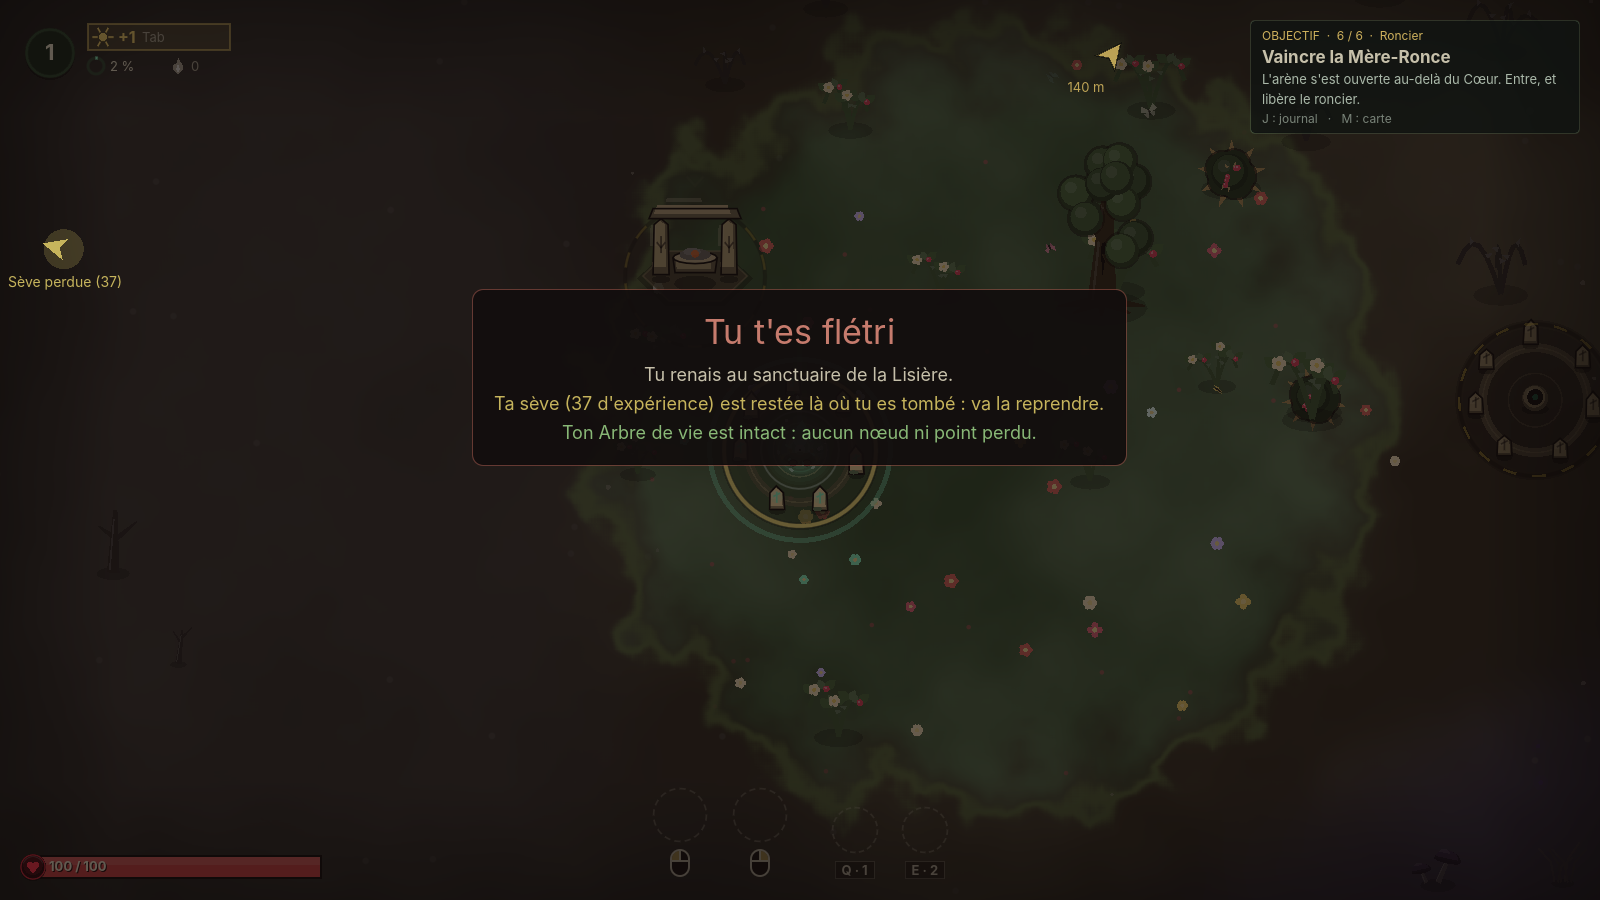 1
+1 Tab
2 % 0
OBJECTIF · 6 / 6 · Roncier
Vaincre la Mère-Ronce
L'arène s'est ouverte au-delà du Cœur. Entre, et
libère le roncier.
J : journal · M : carte
140 m
Sève perdue (37)
Tu t'es flétri
Tu renais au sanctuaire de la Lisière.
Ta sève (37 d'expérience) est restée là où tu es tombé : va la reprendre.
Ton Arbre de vie est intact : aucun nœud ni point perdu.
100 / 100
Q · 1
E · 2